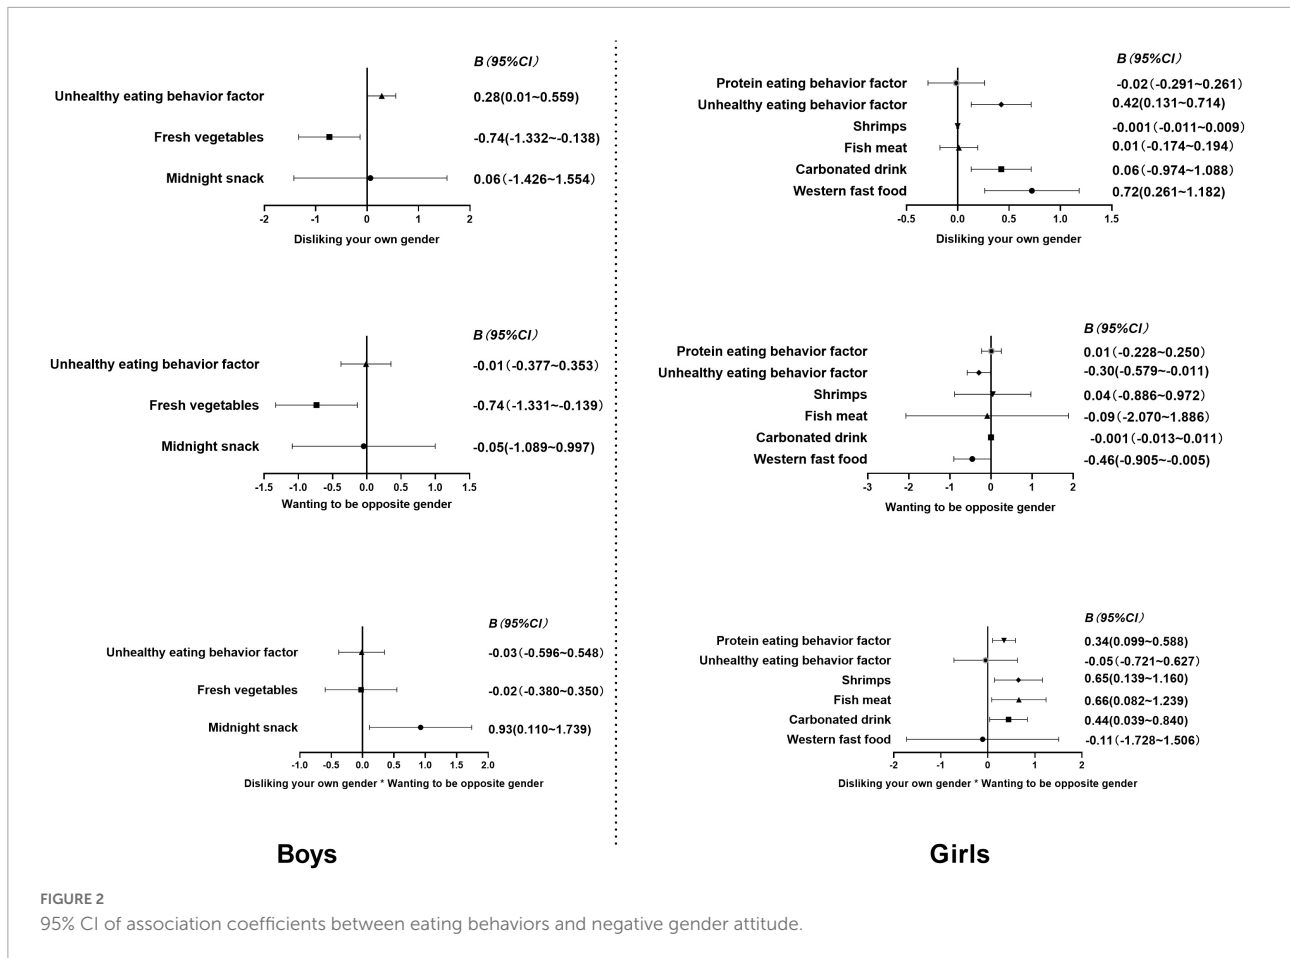 B (95%CI)
Unhealthy eating behavior factor 0.28(0.01~0.559)
Fresh vegetables -0.74(-1.332~-0.138)
Midnight snack 0.06(-1.426~1.554)
-2 -1 0 1 2
Disliking your own gender
B (95%CI)
Unhealthy eating behavior factor -0.01(-0.377~0.353)
Fresh vegetables -0.74(-1.331~-0.139)
Midnight snack -0.05(-1.089~0.997)
-1.5 -1.0 -0.5 0.0 0.5 1.0 1.5
Wanting to be opposite gender
B (95%CI)
Unhealthy eating behavior factor -0.03(-0.596~0.548)
Fresh vegetables -0.02(-0.380~0.350)
Midnight snack 0.93(0.110~1.739)
-1.0 -0.5 0.0 0.5 1.0 1.5 2.0
Disliking your own gender * Wanting to be opposite gender
Boys
B (95%CI)
Protein eating behavior factor -0.02(-0.291~0.261)
Unhealthy eating behavior factor 0.42(0.131~0.714)
Shrimps -0.001(-0.011~0.009)
Fish meat 0.01(-0.174~0.194)
Carbonated drink 0.06(-0.974~1.088)
Western fast food 0.72(0.261~1.182)
-0.5 0.0 0.5 1.0 1.5
Disliking your own gender
B (95%CI)
Protein eating behavior factor 0.01(-0.228~0.250)
Unhealthy eating behavior factor -0.30(-0.579~-0.011)
Shrimps 0.04(-0.886~0.972)
Fish meat -0.09(-2.070~1.886)
Carbonated drink -0.001(-0.013~0.011)
Western fast food -0.46(-0.905~-0.005)
-3 -2 -1 0 1 2
Wanting to be opposite gender
B (95%CI)
Protein eating behavior factor 0.34(0.099~0.588)
Unhealthy eating behavior factor -0.05(-0.721~0.627)
Shrimps 0.65(0.139~1.160)
Fish meat 0.66(0.082~1.239)
Carbonated drink 0.44(0.039~0.840)
Western fast food -0.11(-1.728~1.506)
-2 -1 0 1 2
Disliking your own gender * Wanting to be opposite gender
Girls
FIGURE 2
95% CI of association coefficients between eating behaviors and negative gender attitude.